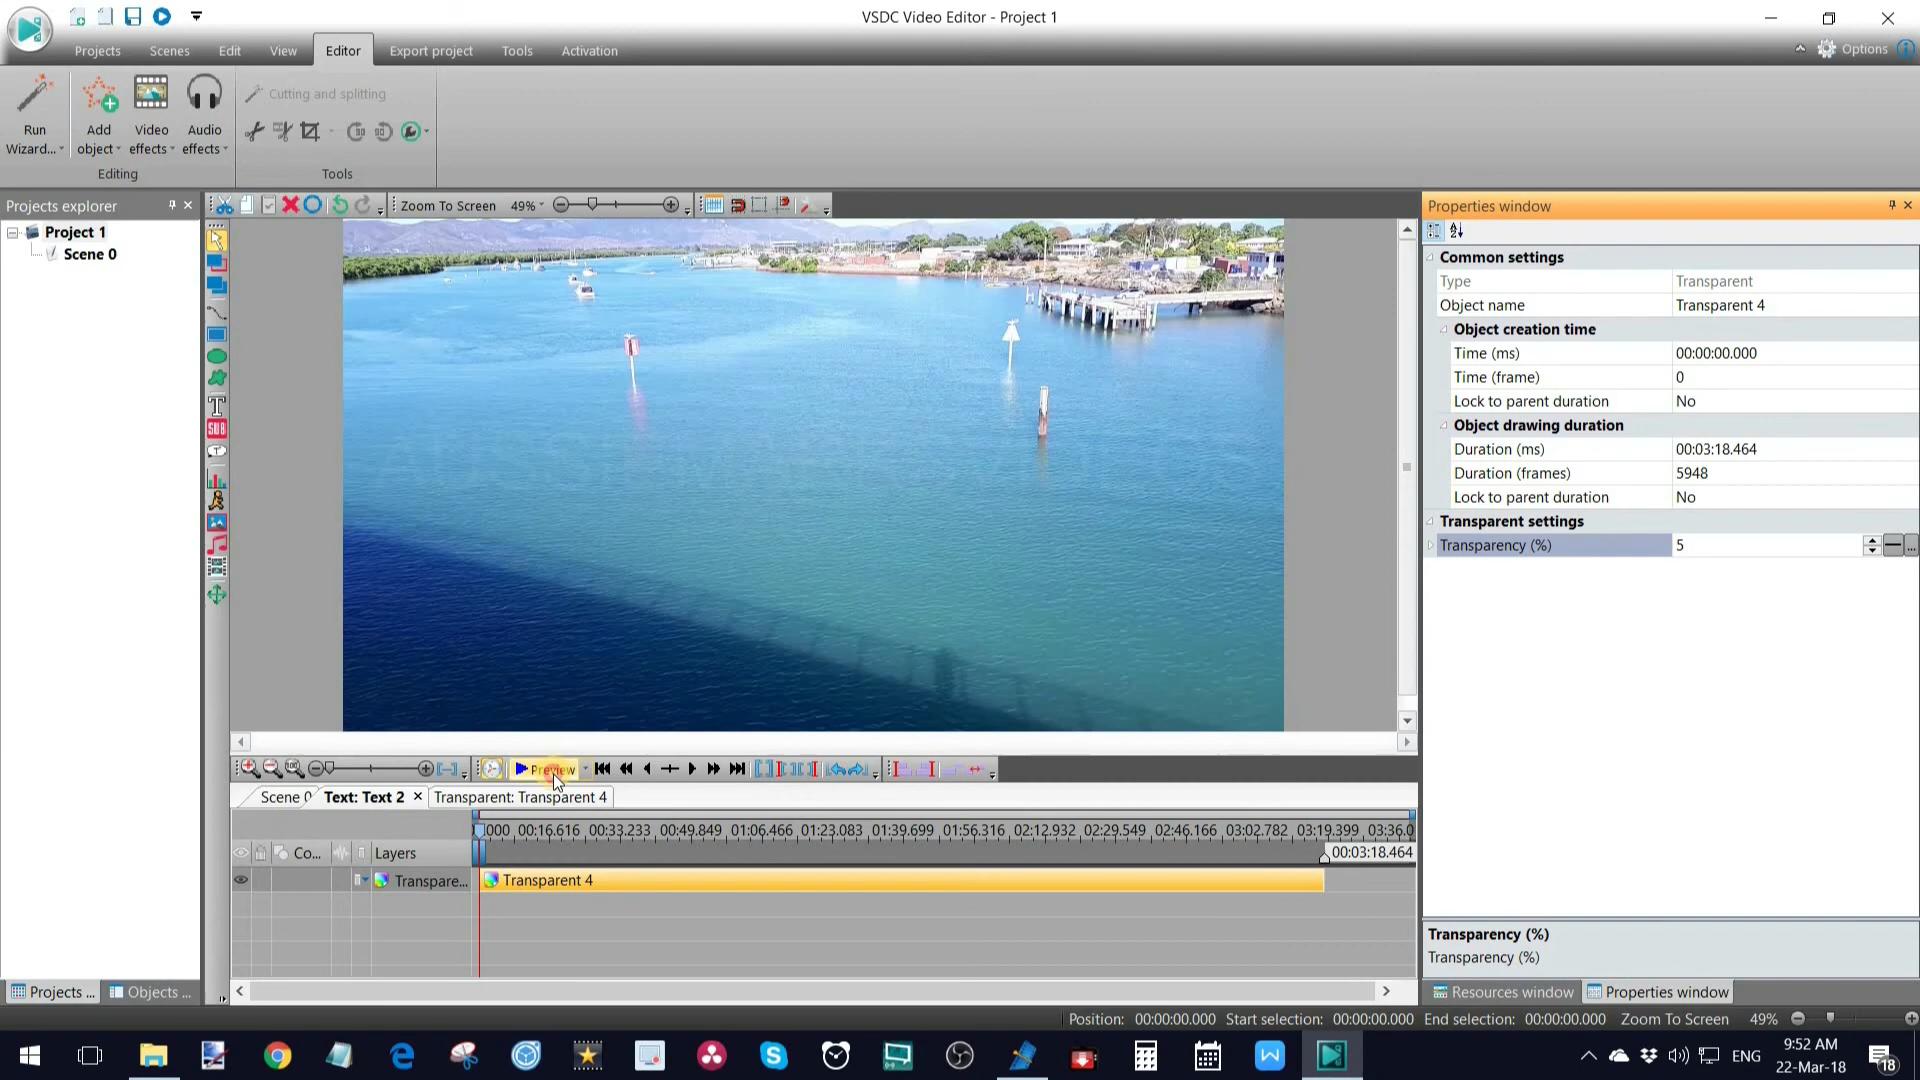 VSDC Video Editor - Project 1
Projects
Scenes
Edit
View
Editor
Export project
Tools
Activation
Options
Run
Wizard...
Add
object
Video
effects
Audio
effects
Editing
Cutting and splitting
Tools
Projects explorer
Project 1
Scene 0
Zoom To Screen
49%
Properties window
Common settings
Type Transparent
Object name Transparent 4
Object creation time
Time (ms) 00:00:00.000
Time (frame) 0
Lock to parent duration No
Object drawing duration
Duration (ms) 00:03:18.464
Duration (frames) 5948
Lock to parent duration No
Transparent settings
Transparency (%) 5
T
SUB
Preview
Scene 0
Text: Text 2
Transparent: Transparent 4
000 00:16.616 00:33.233 00:49.849 01:06.466 01:23.083 01:39.699 01:56.316 02:12.932 02:29.549 02:46.166 03:02.782 03:19.399 03:36.0
Co...
Layers
00:03:18.464
Transpare...
Transparent 4
Transparency (%)
Transparency (%)
Projects ...
Objects ...
Resources window
Properties window
Position: 00:00:00.000 Start selection: 00:00:00.000 End selection: 00:00:00.000 Zoom To Screen 49%
ENG
9:52 AM
22-Mar-18
18